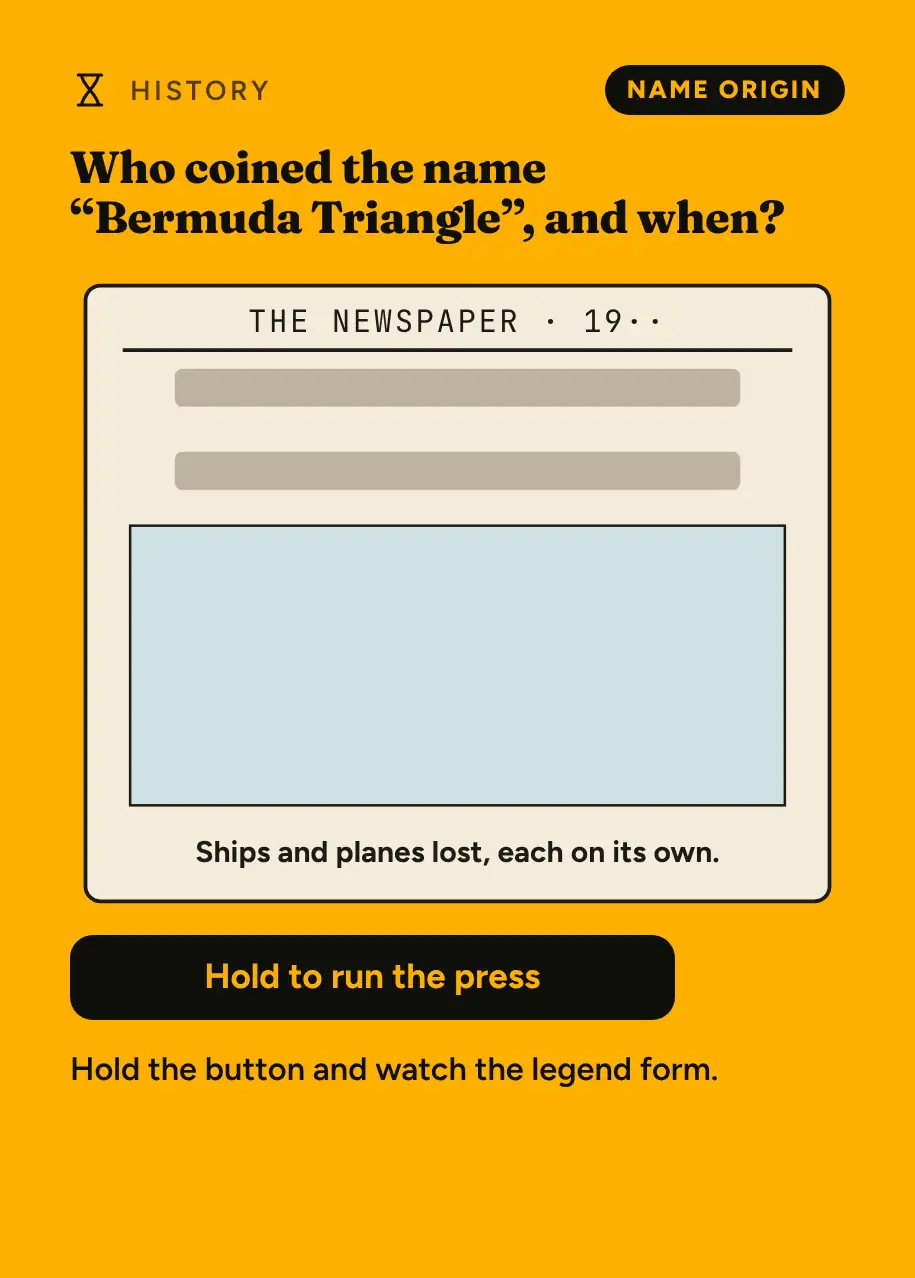 HISTORY
NAME ORIGIN
Who coined the name
“Bermuda Triangle”, and when?
THE NEWSPAPER · 19··
Ships and planes lost, each on its own.
Hold to run the press
Hold the button and watch the legend form.